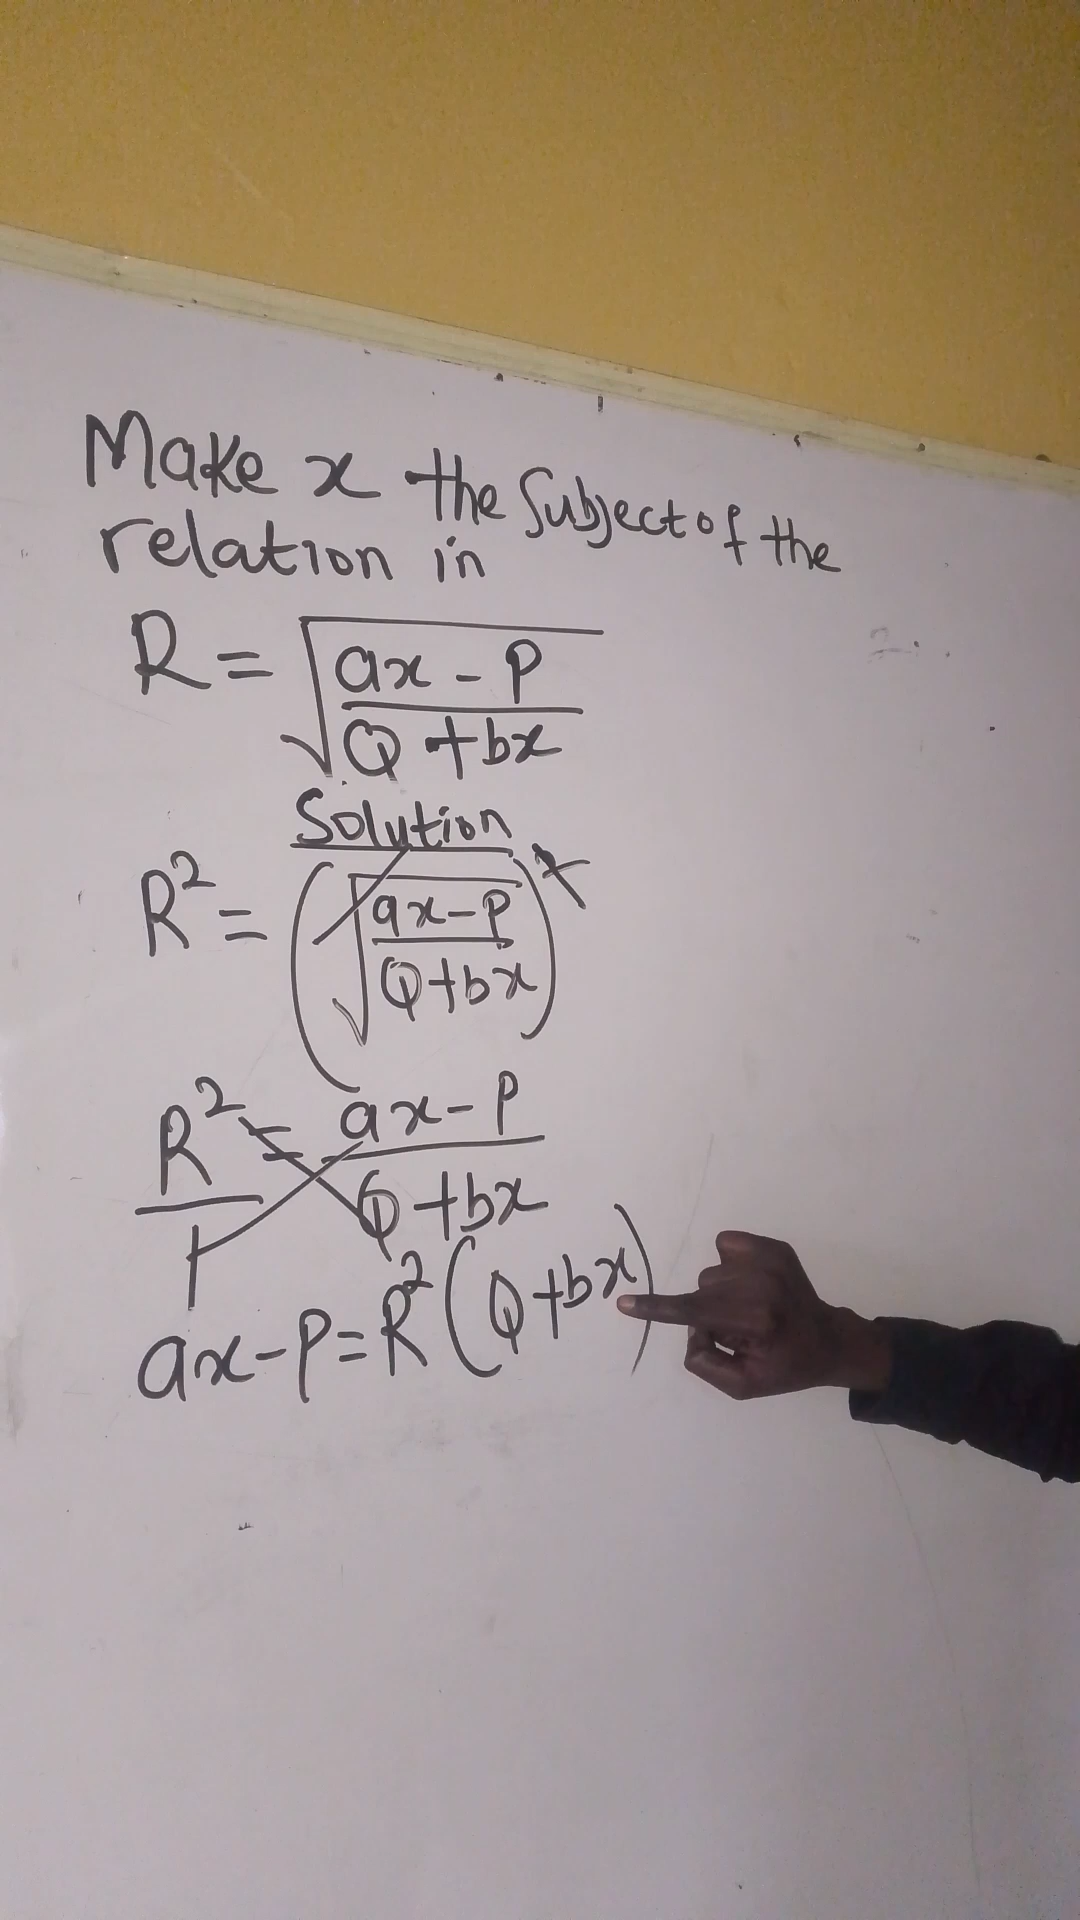 Make x the Subject of the
relation in
R = √(ax - P / Q + bx)
Solution
R² = (√(ax - P / Q + bx))²
R² / 1 = ax - P / Q + bx
ax - P = R² (Q + bx)